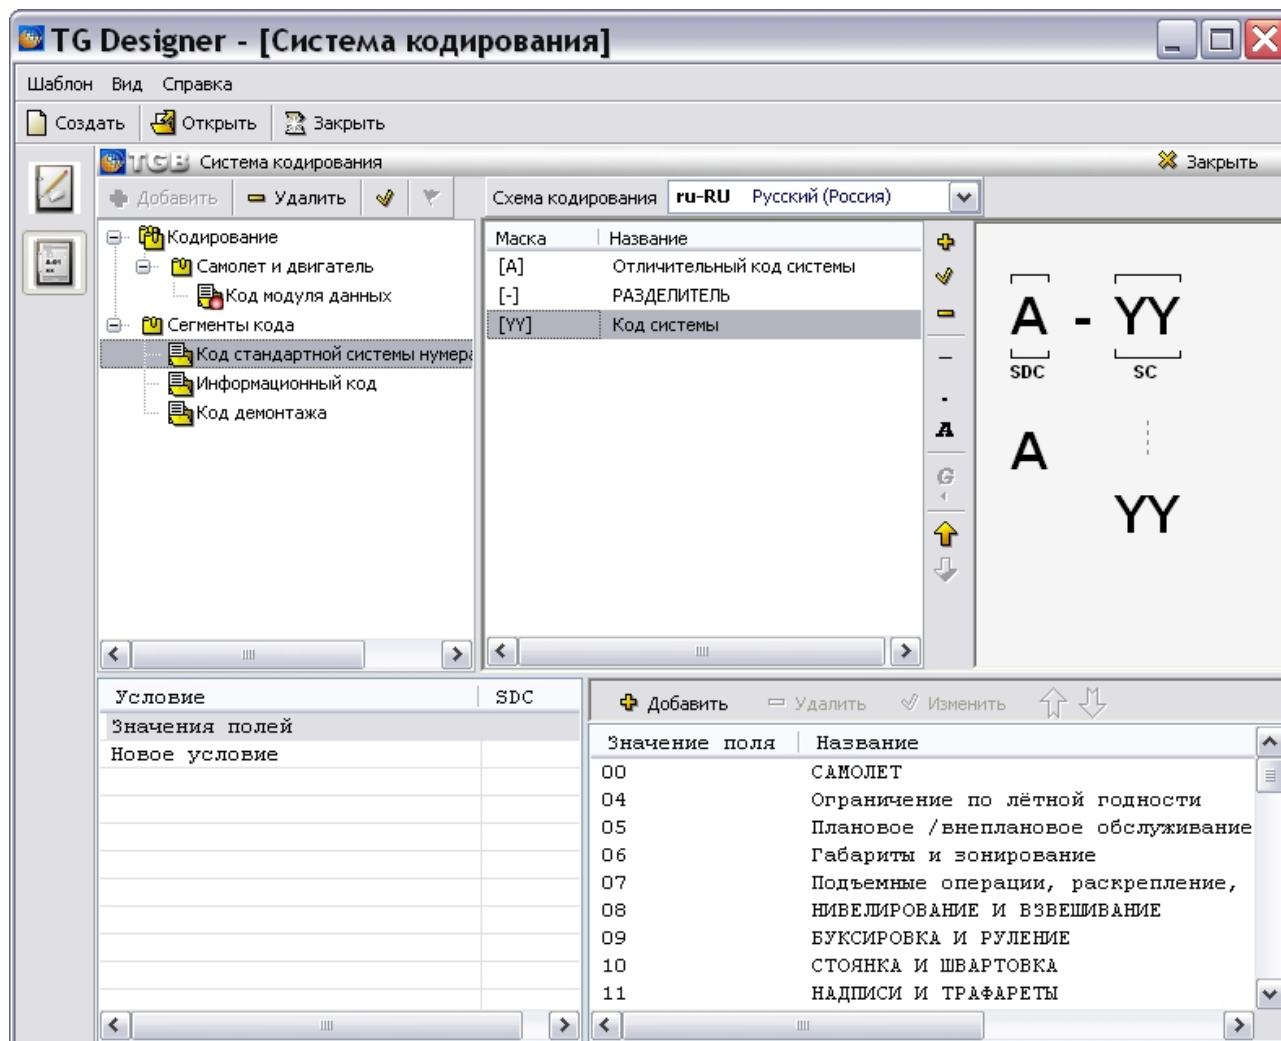 TG Designer - [Система кодирования]
Шаблон Вид Справка
Создать Открыть Закрыть
TGB Система кодирования Закрыть
Добавить Удалить Схема кодирования ru-RU Русский (Россия)
Кодирование
Самолет и двигатель
Код модуля данных
Сегменты кода
Код стандартной системы нумера
Информационный код
Код демонтажа
Маска Название
[A] Отличительный код системы
[-] РАЗДЕЛИТЕЛЬ
[YY] Код системы
A
G
A - YY
SDC SC
A
YY
Условие SDC
Значения полей
Новое условие
Добавить Удалить Изменить
Значение поля Название
00 САМОЛЕТ
04 Ограничение по лётной годности
05 Плановое /внеплановое обслуживание
06 Габариты и зонирование
07 Подъемные операции, раскрепление,
08 НИВЕЛИРОВАНИЕ И ВЗВЕШИВАНИЕ
09 БУКСИРОВКА И РУЛЕНИЕ
10 СТОЯНКА И ШВАРТОВКА
11 НАДПИСИ И ТРАФАРЕТЫ